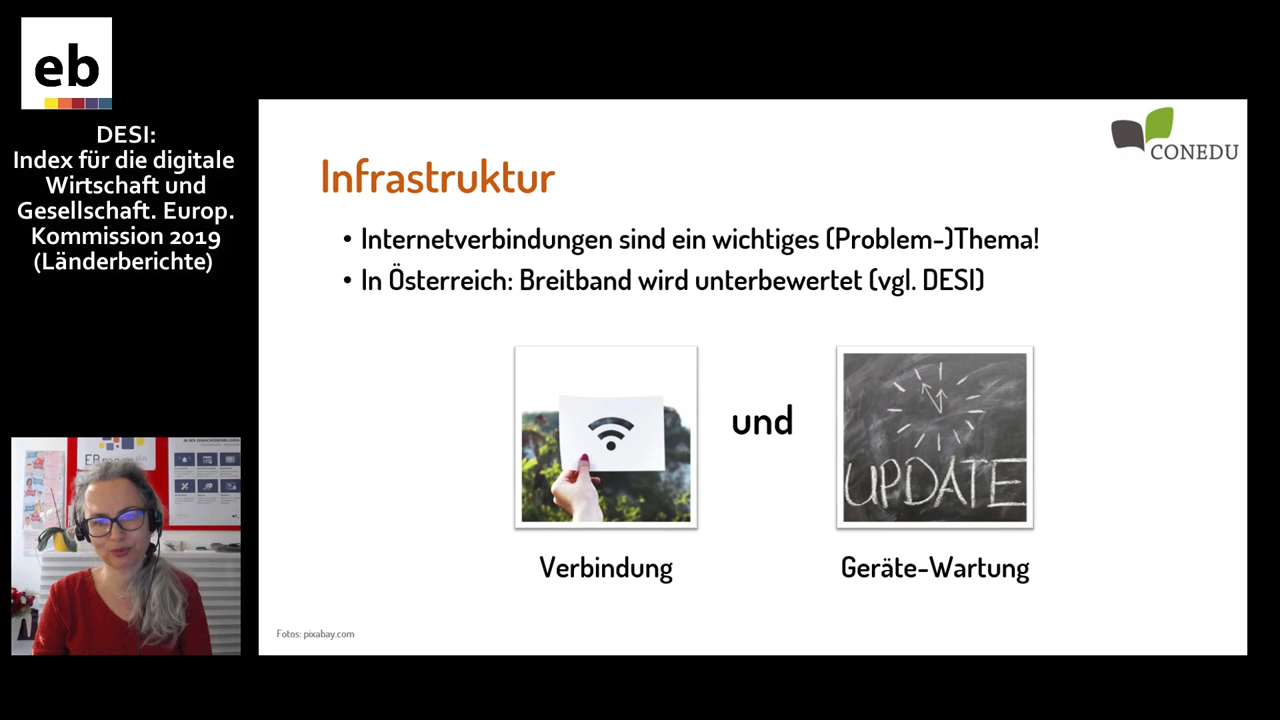 eb
DESI:
Index für die digitale
Wirtschaft und
Gesellschaft. Europ.
Kommission 2019
(Länderberichte)
CONEDU
Infrastruktur
• Internetverbindungen sind ein wichtiges (Problem-)Thema!
• In Österreich: Breitband wird unterbewertet (vgl. DESI)
und
UPDATE
Verbindung
Geräte-Wartung
Fotos: pixabay.com